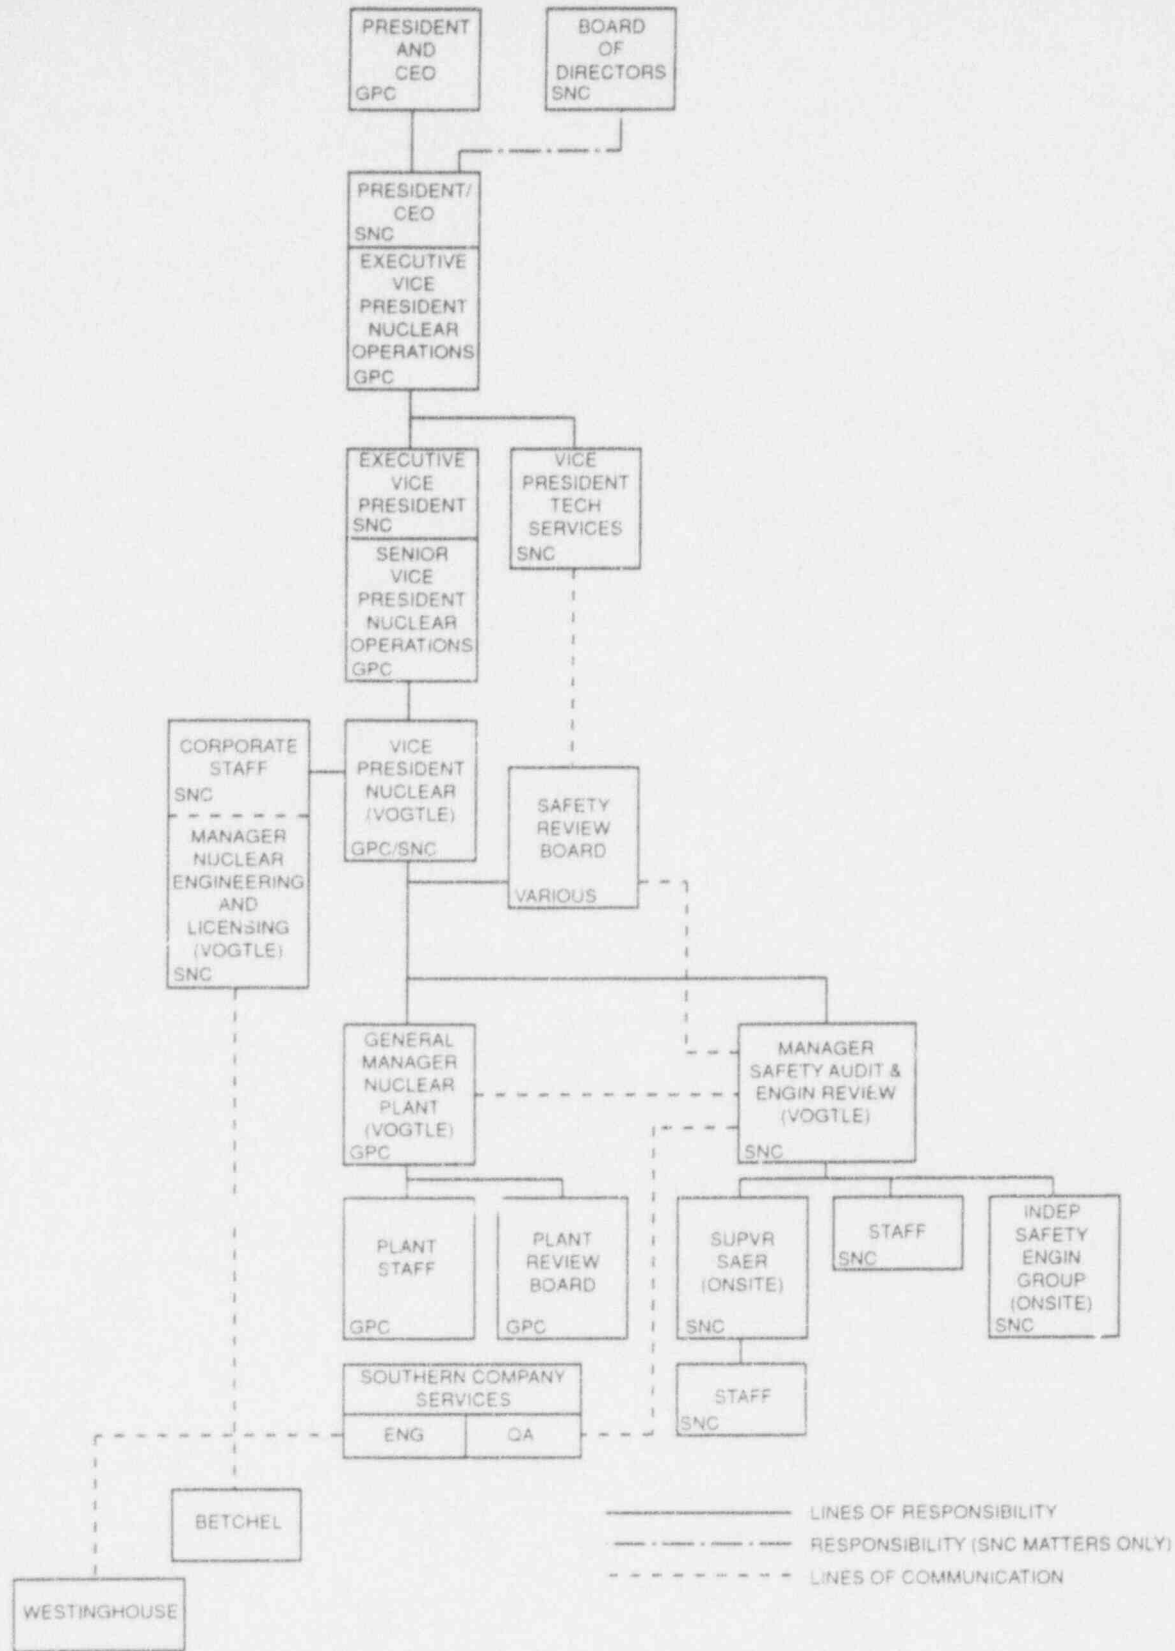 PRESIDENT
AND
CEO
GPC
BOARD
OF
DIRECTORS
SNC
PRESIDENT/
CEO
SNC
EXECUTIVE
VICE
PRESIDENT
NUCLEAR
OPERATIONS
GPC
EXECUTIVE
VICE
PRESIDENT
SNC
VICE
PRESIDENT
TECH
SERVICES
SNC
SENIOR
VICE
PRESIDENT
NUCLEAR
OPERATIONS
GPC
CORPORATE
STAFF
SNC
MANAGER
NUCLEAR
ENGINEERING
AND
LICENSING
(VOGTLE)
SNC
VICE
PRESIDENT
NUCLEAR
(VOGTLE)
GPC/SNC
SAFETY
REVIEW
BOARD
VARIOUS
GENERAL
MANAGER
NUCLEAR
PLANT
(VOGTLE)
GPC
MANAGER
SAFETY AUDIT &
ENGIN REVIEW
(VOGTLE)
SNC
PLANT
STAFF
GPC
PLANT
REVIEW
BOARD
GPC
SUPVR
SAER
(ONSITE)
SNC
STAFF
SNC
INDEP
SAFETY
ENGIN
GROUP
(ONSITE)
SNC
STAFF
SNC
SOUTHERN COMPANY
SERVICES
ENG
QA
BETCHEL
WESTINGHOUSE
LINES OF RESPONSIBILITY
RESPONSIBILITY (SNC MATTERS ONLY)
LINES OF COMMUNICATION